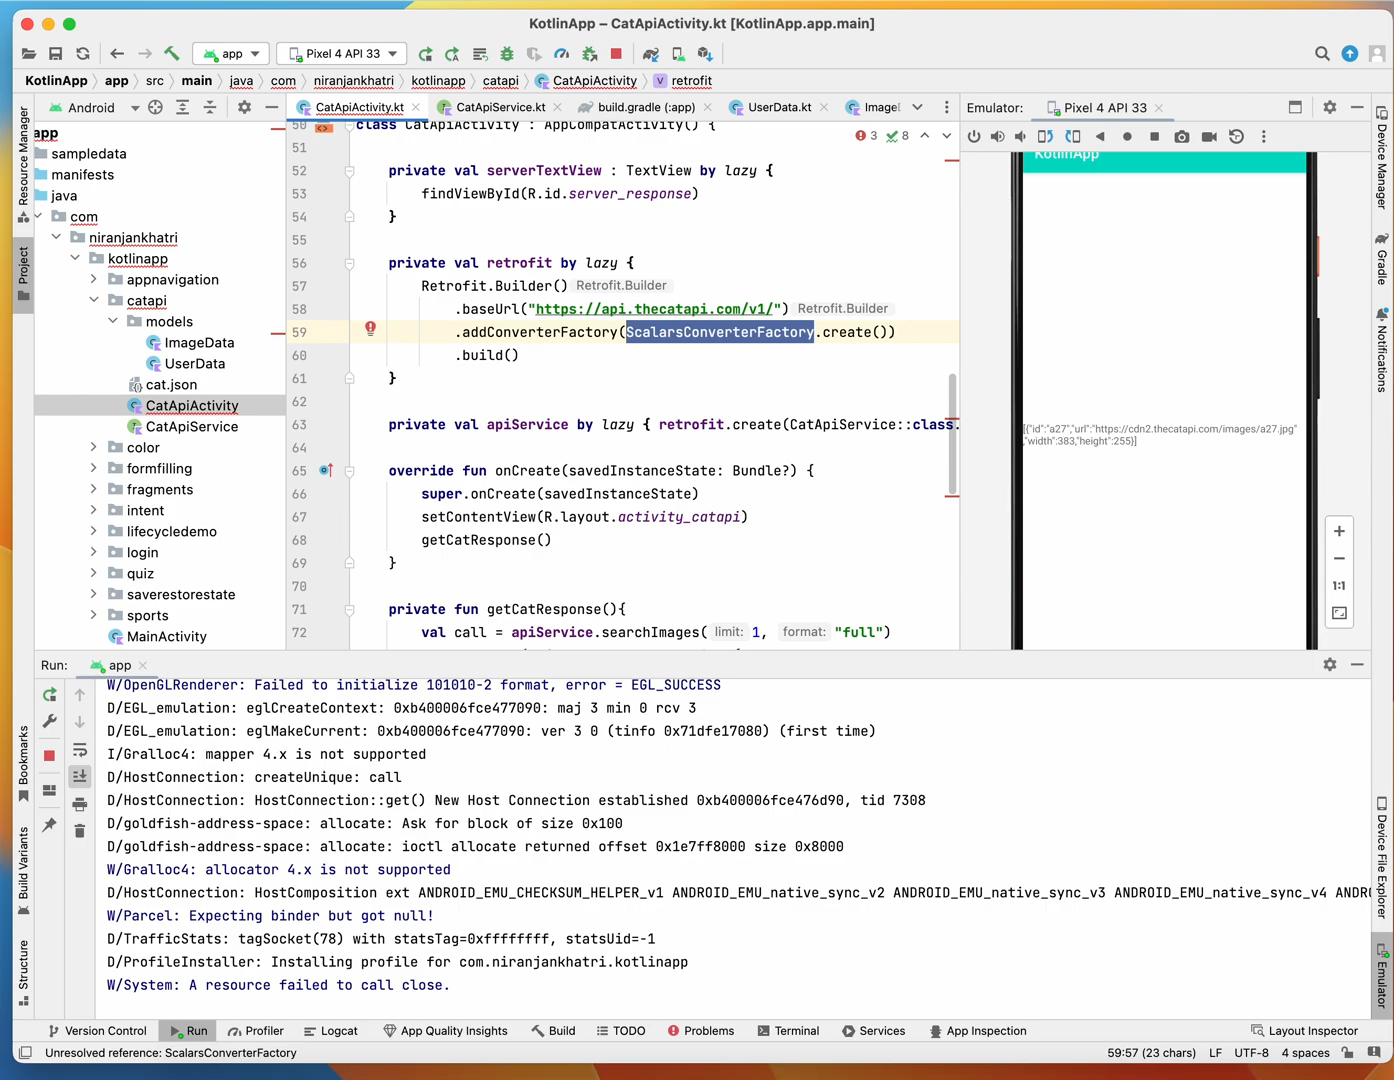 KotlinApp – CatApiActivity.kt [KotlinApp.app.main]
app
Pixel 4 API 33
KotlinApp
app
src
main
java
com
niranjankhatri
kotlinapp
catapi
CatApiActivity
retrofit
Android
CatApiActivity.kt
CatApiService.kt
build.gradle (:app)
UserData.kt
ImageD
Emulator:
Pixel 4 API 33
Resource Manager
Project
Bookmarks
Build Variants
Structure
app
sampledata
manifests
java
com
niranjankhatri
kotlinapp
appnavigation
catapi
models
ImageData
UserData
cat.json
CatApiActivity
CatApiService
color
formfilling
fragments
intent
lifecycledemo
login
quiz
saverestorestate
sports
MainActivity
3 8
50 class CatApiActivity : AppCompatActivity() {
51
52 private val serverTextView : TextView by lazy {
53 findViewById(R.id.server_response)
54 }
55
56 private val retrofit by lazy {
57 Retrofit.Builder() Retrofit.Builder
58 .baseUrl("https://api.thecatapi.com/v1/") Retrofit.Builder
59 .addConverterFactory(ScalarsConverterFactory.create())
60 .build()
61 }
62
63 private val apiService by lazy { retrofit.create(CatApiService::class.
64
65 override fun onCreate(savedInstanceState: Bundle?) {
66 super.onCreate(savedInstanceState)
67 setContentView(R.layout.activity_catapi)
68 getCatResponse()
69 }
70
71 private fun getCatResponse(){
72 val call = apiService.searchImages( limit: 1, format: "full")
KotlinApp
[{"id":"a27","url":"https://cdn2.thecatapi.com/images/a27.jpg"
,"width":383,"height":255}]
1:1
Device Manager
Gradle
Notifications
Device File Explorer
Emulator
Run:
app
W/OpenGLRenderer: Failed to initialize 101010-2 format, error = EGL_SUCCESS
D/EGL_emulation: eglCreateContext: 0xb400006fce477090: maj 3 min 0 rcv 3
D/EGL_emulation: eglMakeCurrent: 0xb400006fce477090: ver 3 0 (tinfo 0x71dfe17080) (first time)
I/Gralloc4: mapper 4.x is not supported
D/HostConnection: createUnique: call
D/HostConnection: HostConnection::get() New Host Connection established 0xb400006fce476d90, tid 7308
D/goldfish-address-space: allocate: Ask for block of size 0x100
D/goldfish-address-space: allocate: ioctl allocate returned offset 0x1e7ff8000 size 0x8000
W/Gralloc4: allocator 4.x is not supported
D/HostConnection: HostComposition ext ANDROID_EMU_CHECKSUM_HELPER_v1 ANDROID_EMU_native_sync_v2 ANDROID_EMU_native_sync_v3 ANDROID_EMU_native_sync_v4 ANDR
W/Parcel: Expecting binder but got null!
D/TrafficStats: tagSocket(78) with statsTag=0xffffffff, statsUid=-1
D/ProfileInstaller: Installing profile for com.niranjankhatri.kotlinapp
W/System: A resource failed to call close.
Version Control
Run
Profiler
Logcat
App Quality Insights
Build
TODO
Problems
Terminal
Services
App Inspection
Layout Inspector
Unresolved reference: ScalarsConverterFactory
59:57 (23 chars)
LF
UTF-8
4 spaces